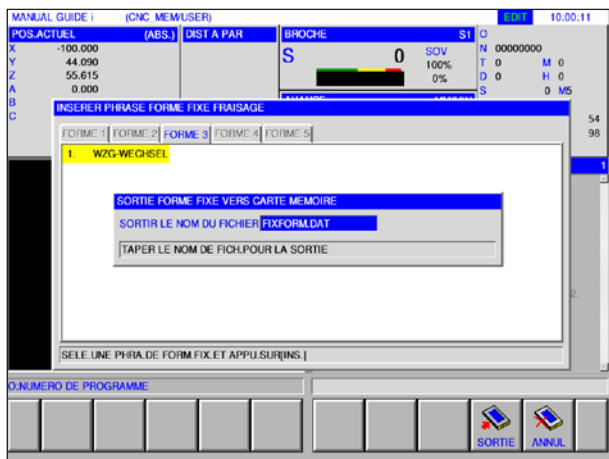 MANUAL GUIDE i (CNC_MEM/USER) EDIT 10:00:11
POS.ACTUEL (ABS.) DIST A PAR BROCHE S1 O
X -100.000 S 0 SOV 100% 0% N 00000000
Y 44.090 T 0 M 0
Z 55.615 D 0 H 0
A 0.000 S 0 M5
B
C
INSERER PHRASE FORME FIXE FRAISAGE
54
98
FORME 1 FORME 2 FORME 3 FORME 4 FORME 5
1. WZG-WECHSEL
1
SORTIE FORME FIXE VERS CARTE MEMOIRE
SORTIR LE NOM DU FICHIER FIXFORM.DAT
TAPER LE NOM DE FICH.POUR LA SORTIE
2.
SELE.UNE PHRA.DE FORM.FIX.ET APPU.SUR[INS.]
O:NUMERO DE PROGRAMME
SORTIE ANNUL